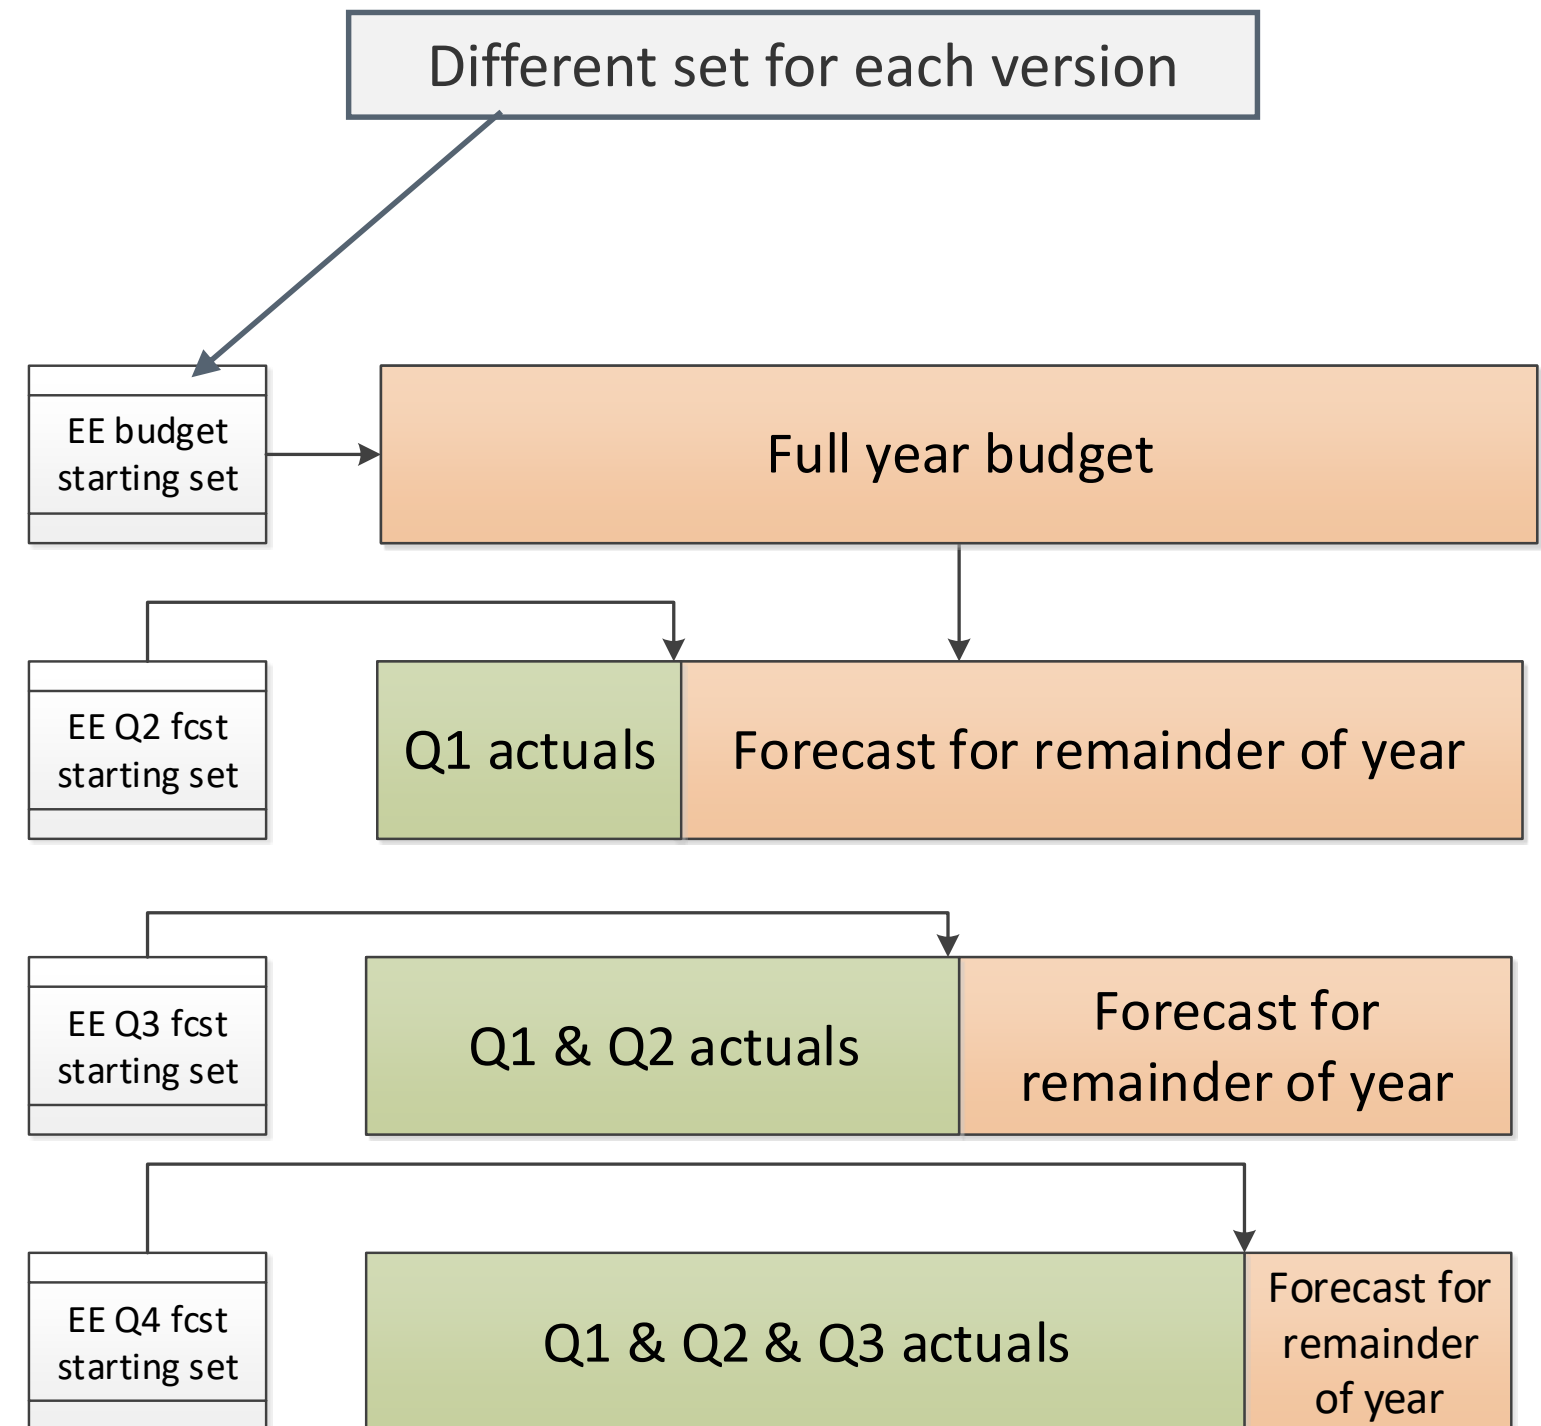 Different set for each version
EE budget
starting set
Full year budget
EE Q2 fcst
starting set
Q1 actuals
Forecast for remainder of year
EE Q3 fcst
starting set
Q1 & Q2 actuals
Forecast for
remainder of year
EE Q4 fcst
starting set
Q1 & Q2 & Q3 actuals
Forecast for
remainder
of year